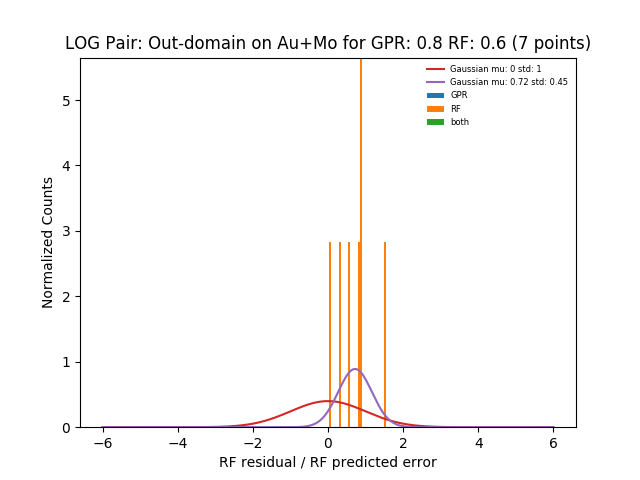 LOG Pair: Out-domain on Au+Mo for GPR: 0.8 RF: 0.6 (7 points)
Gaussian mu: 0 std: 1
Gaussian mu: 0.72 std: 0.45
GPR
RF
both
Normalized Counts
5
4
3
2
1
0
−6 −4 −2 0 2 4 6
RF residual / RF predicted error